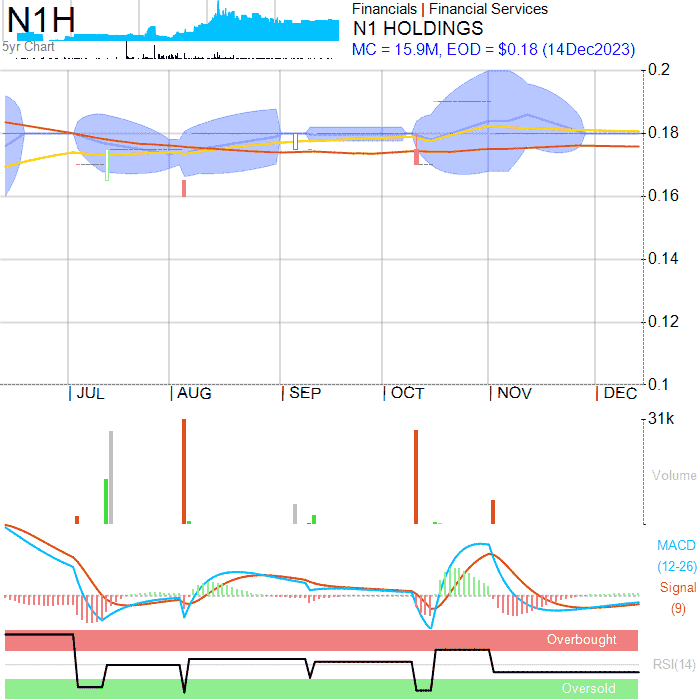 N1H
5yr Chart
Financials | Financial Services
N1 HOLDINGS
MC = 15.9M, EOD = $0.18 (14Dec2023)
0.2
0.18
0.16
0.14
0.12
0.1
JUL AUG SEP OCT NOV DEC
31k
Volume
MACD
(12-26)
Signal
(9)
Overbought
RSI(14)
Oversold